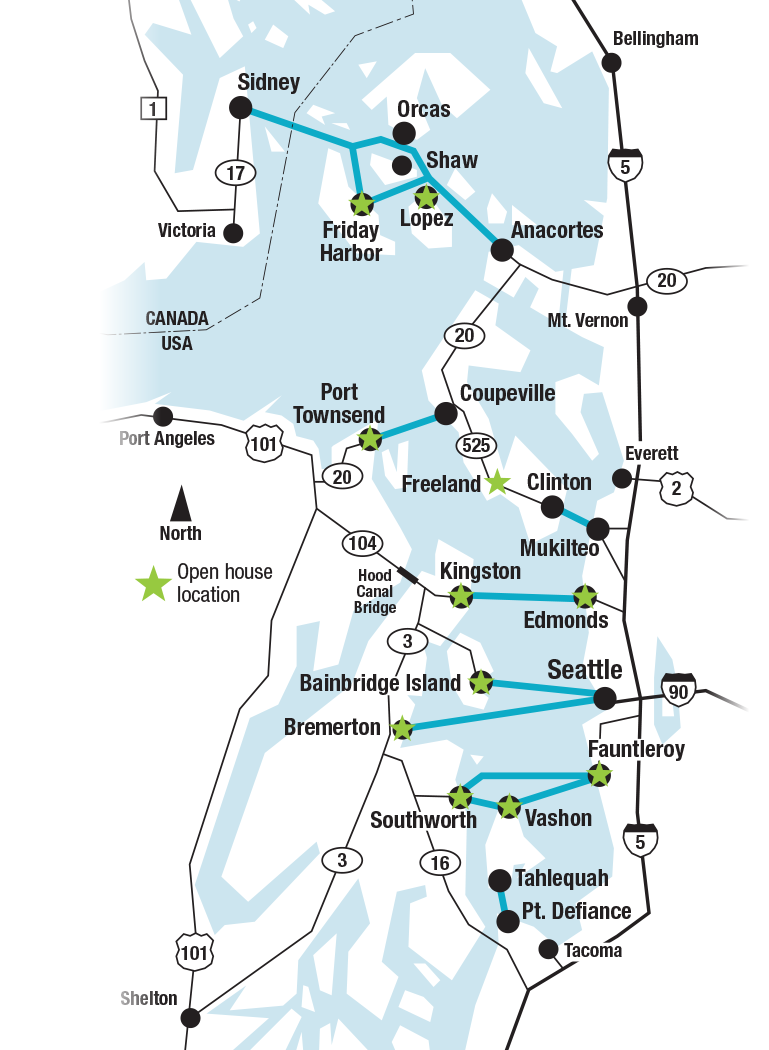 Bellingham
Sidney
1
Orcas
5
Shaw
17
Lopez
Victoria
Friday
Harbor
Anacortes
20
CANADA
USA
Mt. Vernon
20
Port
Townsend
Coupeville
Port Angeles
101
525
Everett
20
Freeland
Clinton
2
North
Mukilteo
104
Open house
location
Hood
Canal
Bridge
Kingston
Edmonds
3
Seattle
Bainbridge Island
90
Bremerton
Fauntleroy
Southworth
Vashon
5
3
16
Tahlequah
Pt. Defiance
101
Tacoma
Shelton